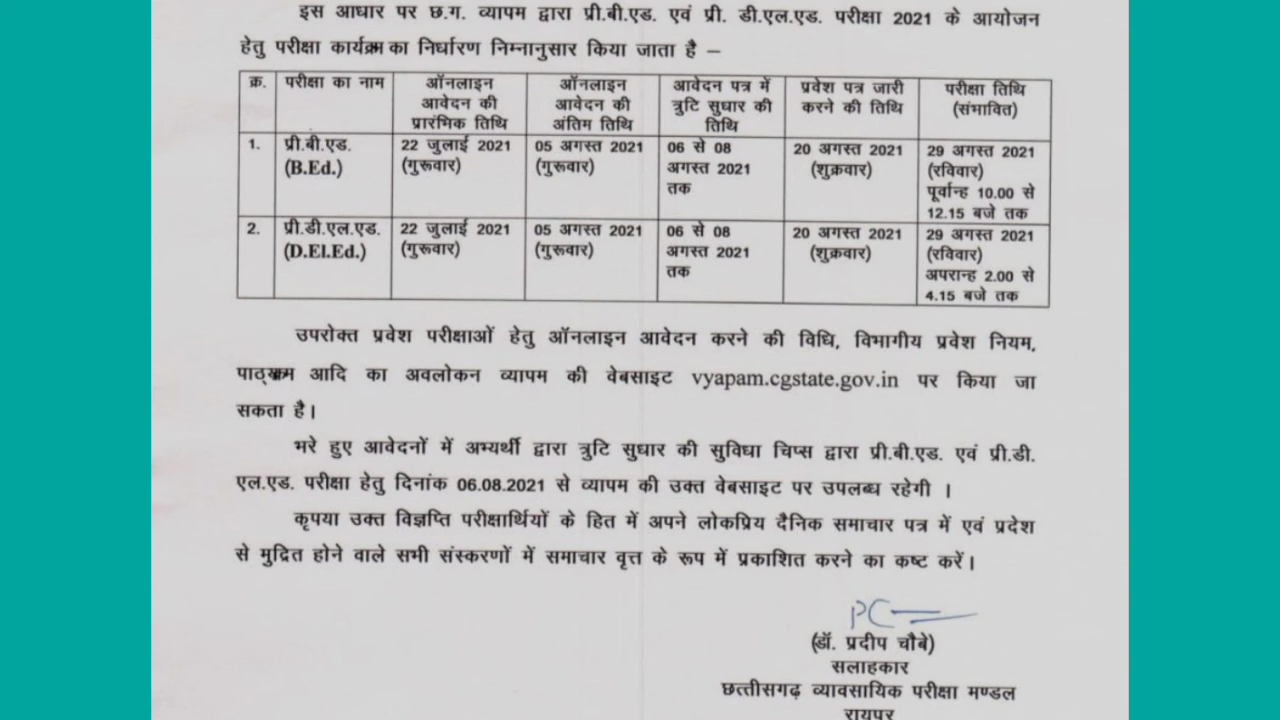 इस आधार पर छ.ग. व्यापम द्वारा प्री.बी.एड. एवं प्री. डी.एल.एड. परीक्षा 2021 के आयोजन
हेतु परीक्षा कार्यक्रम का निर्धारण निम्नानुसार किया जाता है –
क्र. परीक्षा का नाम ऑनलाइन आवेदन की प्रारंभिक तिथि ऑनलाइन आवेदन की अंतिम तिथि आवेदन पत्र में त्रुटि सुधार की तिथि प्रवेश पत्र जारी करने की तिथि परीक्षा तिथि (संभावित)
1. प्री.बी.एड. (B.Ed.) 22 जुलाई 2021 (गुरूवार) 05 अगस्त 2021 (गुरूवार) 06 से 08 अगस्त 2021 तक 20 अगस्त 2021 (शुक्रवार) 29 अगस्त 2021 (रविवार) पूर्वान्ह 10.00 से 12.15 बजे तक
2. प्री.डी.एल.एड. (D.El.Ed.) 22 जुलाई 2021 (गुरूवार) 05 अगस्त 2021 (गुरूवार) 06 से 08 अगस्त 2021 तक 20 अगस्त 2021 (शुक्रवार) 29 अगस्त 2021 (रविवार) अपरान्ह 2.00 से 4.15 बजे तक
उपरोक्त प्रवेश परीक्षाओं हेतु ऑनलाइन आवेदन करने की विधि, विभागीय प्रवेश नियम,
पाठ्यक्रम आदि का अवलोकन व्यापम की वेबसाइट vyapam.cgstate.gov.in पर किया जा
सकता है।
भरे हुए आवेदनों में अभ्यर्थी द्वारा त्रुटि सुधार की सुविधा चिप्स द्वारा प्री.बी.एड. एवं प्री.डी.
एल.एड. परीक्षा हेतु दिनांक 06.08.2021 से व्यापम की उक्त वेबसाइट पर उपलब्ध रहेगी ।
कृपया उक्त विज्ञप्ति परीक्षार्थियों के हित में अपने लोकप्रिय दैनिक समाचार पत्र में एवं प्रदेश
से मुद्रित होने वाले सभी संस्करणों में समाचार वृत्त के रूप में प्रकाशित करने का कष्ट करें।
(डॉ. प्रदीप चौबे)
सलाहकार
छत्तीसगढ़ व्यावसायिक परीक्षा मण्डल
रायपुर